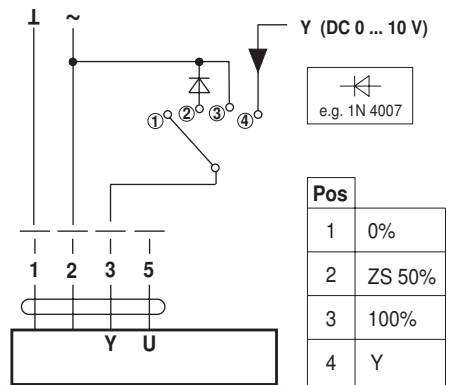 ⊥ ~
Y (DC 0 ... 10 V)
① ② ③ ④
e.g. 1N 4007
Pos
1 0%
2 ZS 50%
3 100%
4 Y
1 2 3 5
Y U